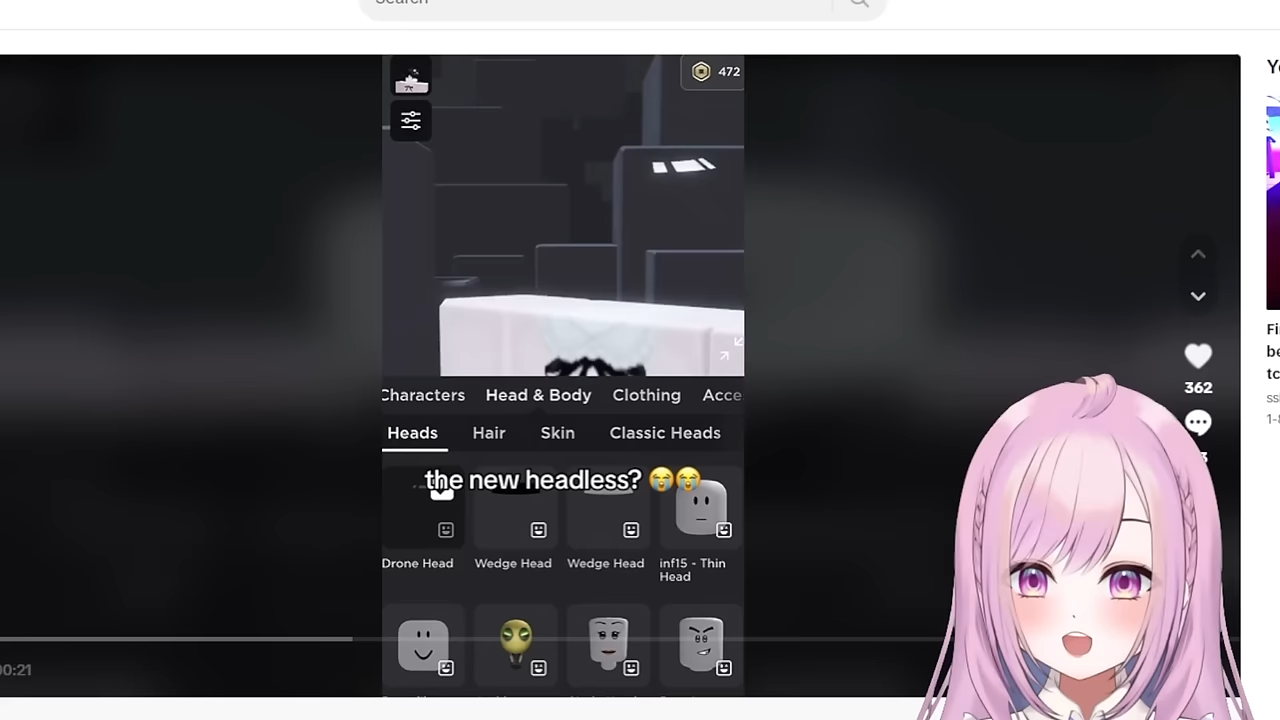 Search
472
Characters Head & Body Clothing Acce
Heads Hair Skin Classic Heads
the new headless? 😭😭
Drone Head
Wedge Head
Wedge Head
inf15 - Thin
Head
362
00:21